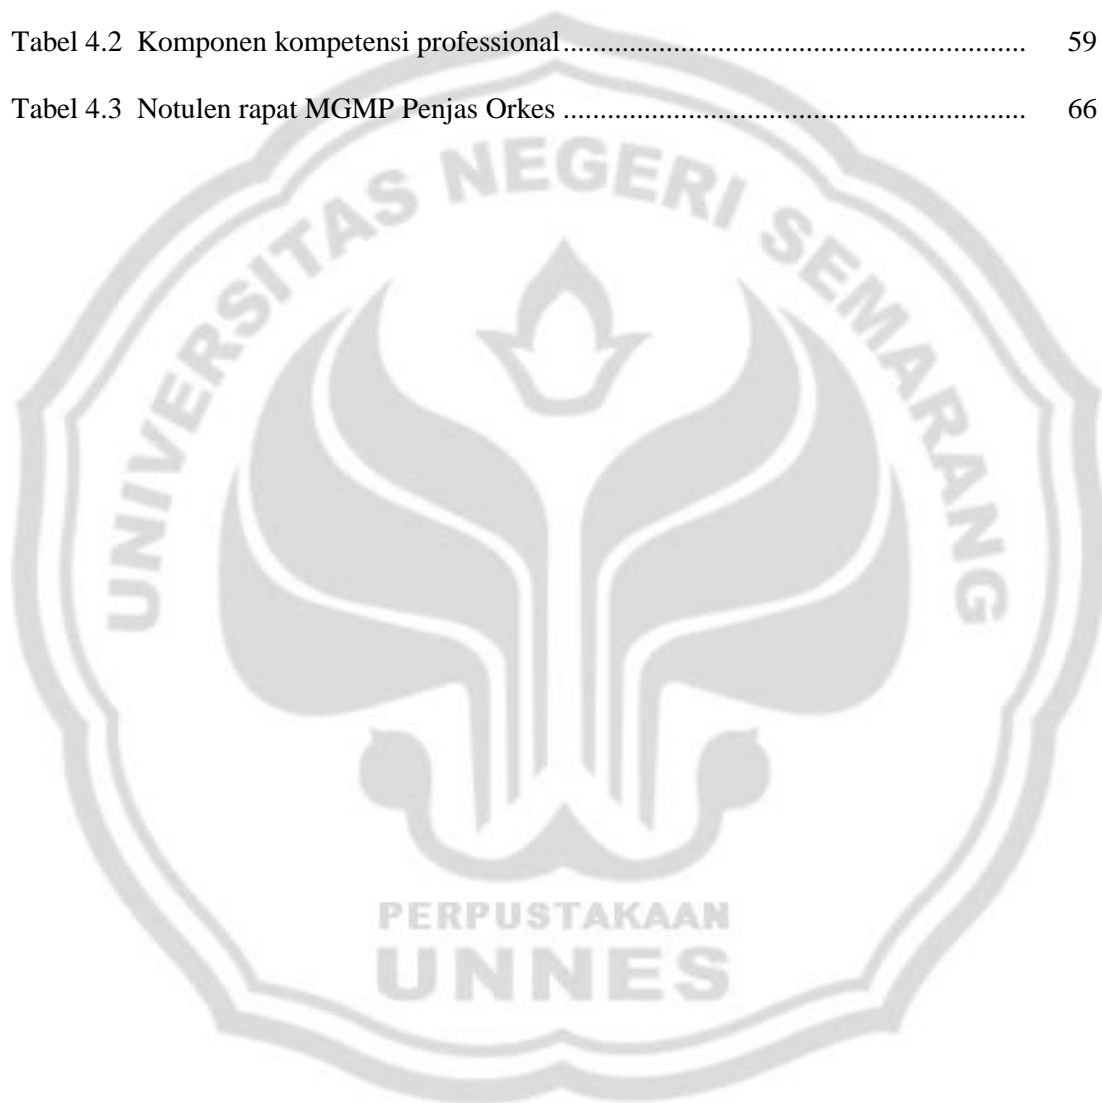 Tabel 4.2 Komponen kompetensi professional.................................................................... 59
Tabel 4.3 Notulen rapat MGMP Penjas Orkes .................................................................... 66
UNIVERSITAS NEGERI SEMARANG
PERPUSTAKAAN
UNNES